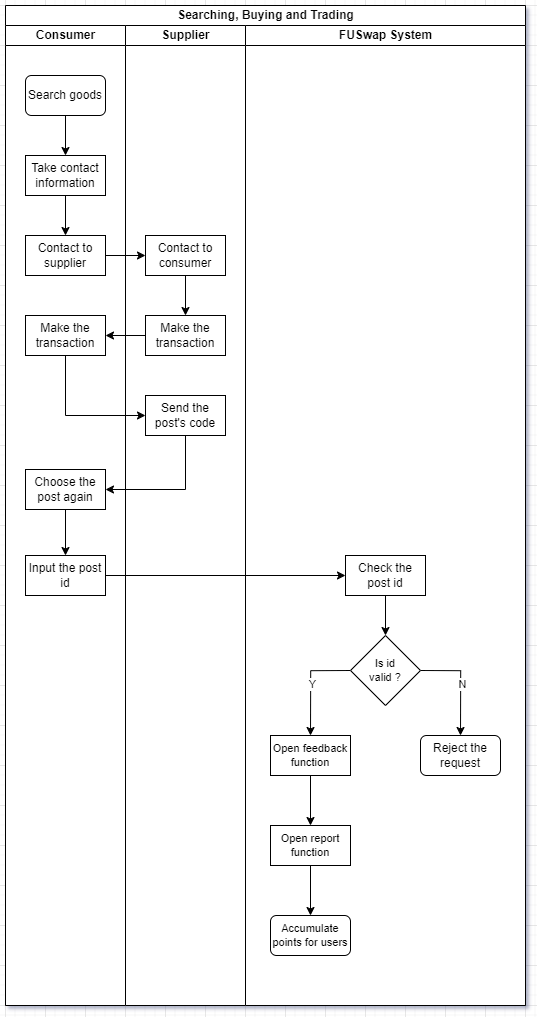 Searching, Buying and Trading
Consumer
Supplier
FUSwap System
Search goods
Take contact
information
Contact to
supplier
Contact to
consumer
Make the
transaction
Make the
transaction
Send the
post's code
Choose the
post again
Input the post
id
Check the
post id
Is id
valid ?
Y
N
Open feedback
function
Reject the
request
Open report
function
Accumulate
points for users